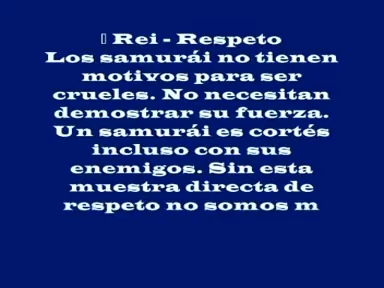 Rei - Respeto
Los samurái no tienen
motivos para ser
crueles. No necesitan
demostrar su fuerza.
Un samurái es cortés
incluso con sus
enemigos. Sin esta
muestra directa de
respeto no somos m